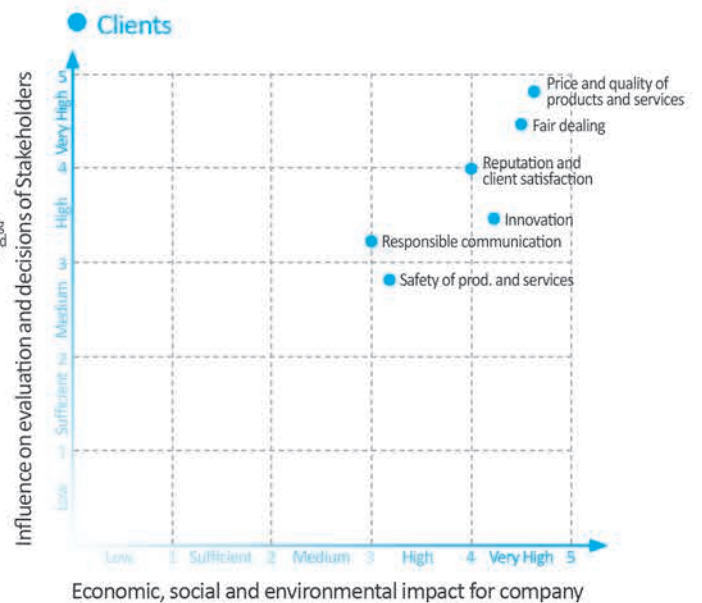 Clients
Influence on evaluation and decisions of Stakeholders
5
Very High
4
High
3
Medium
2
Sufficient
1
Low
Price and quality of
products and services
Fair dealing
Reputation and
client satisfaction
Innovation
Responsible communication
Safety of prod. and services
Low 1 Sufficient 2 Medium 3 High 4 Very High 5
Economic, social and environmental impact for company